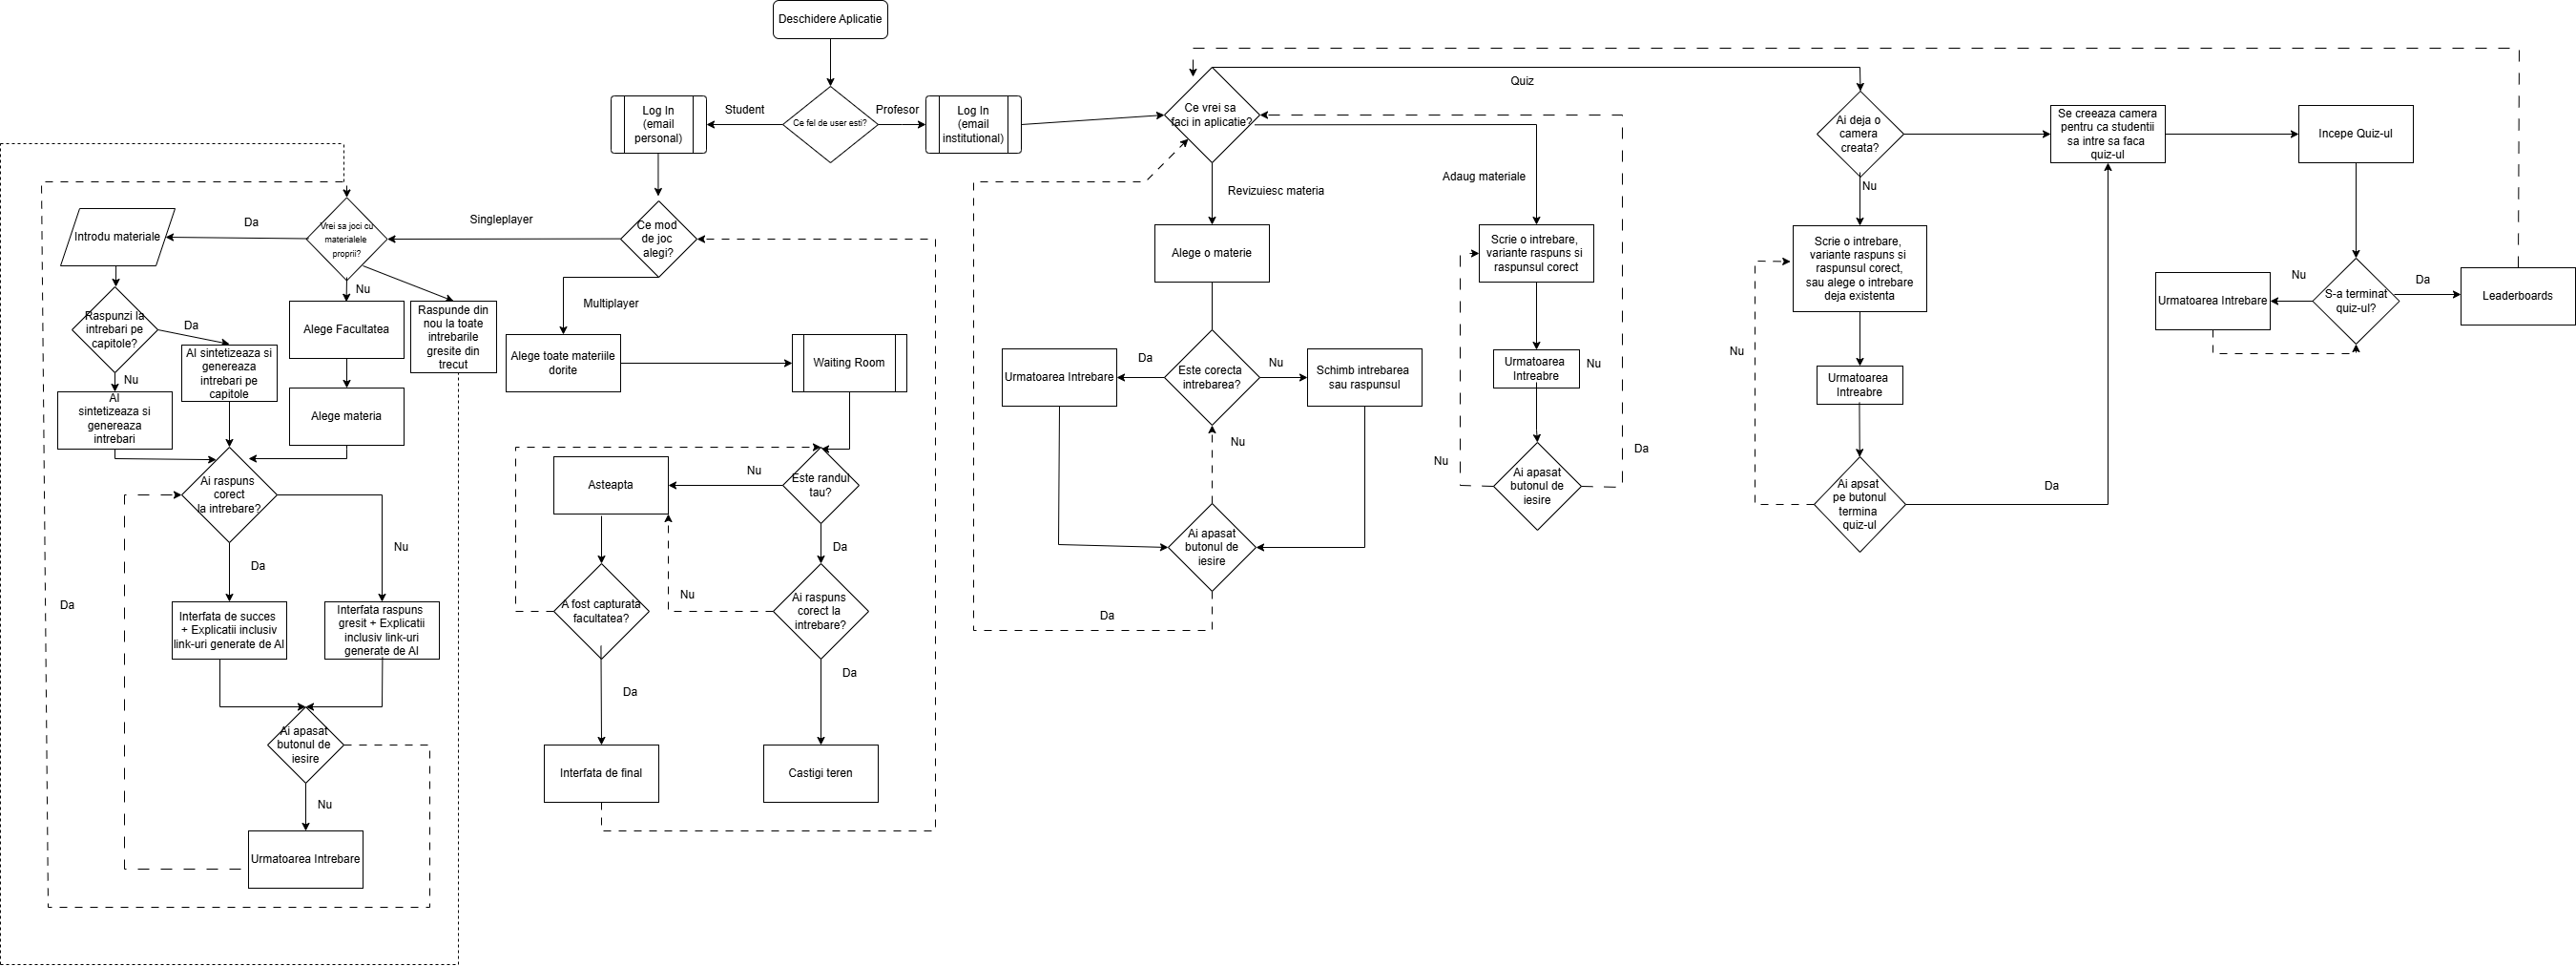 Deschidere Aplicatie
Ce fel de user esti?
Student
Profesor
Log In
(email
personal)
Log In
(email
institutional)
Ce mod
de joc
alegi?
Singleplayer
Multiplayer
Vrei sa joci cu
materialele
proprii?
Da
Nu
Introdu materiale
Raspunzi la
intrebari pe
capitole?
Da
Nu
AI sintetizeaza si
genereaza
intrebari pe
capitole
AI
sintetizeaza si
genereaza
intrebari
Alege Facultatea
Alege materia
Raspunde din
nou la toate
intrebarile
gresite din
trecut
Ai raspuns
corect
la intrebare?
Da
Nu
Interfata de succes
+ Explicatii inclusiv
link-uri generate de AI
Interfata raspuns
gresit + Explicatii
inclusiv link-uri
generate de AI
Ai apasat
butonul de
iesire
Da
Nu
Urmatoarea Intrebare
Alege toate materiile
dorite
Waiting Room
Este randul
tau?
Nu
Da
Asteapta
A fost capturata
facultatea?
Da
Interfata de final
Ai raspuns
corect la
intrebare?
Nu
Da
Castigi teren
Ce vrei sa
faci in aplicatie?
Quiz
Revizuiesc materia
Adaug materiale
Alege o materie
Este corecta
intrebarea?
Da
Nu
Urmatoarea Intrebare
Schimb intrebarea
sau raspunsul
Nu
Ai apasat
butonul de
iesire
Da
Scrie o intrebare,
variante raspuns si
raspunsul corect
Urmatoarea
Intreabre
Nu
Ai apasat
butonul de
iesire
Nu
Da
Ai deja o
camera
creata?
Nu
Scrie o intrebare,
variante raspuns si
raspunsul corect,
sau alege o intrebare
deja existenta
Urmatoarea
Intreabre
Nu
Ai apsat
pe butonul
termina
quiz-ul
Da
Se creeaza camera
pentru ca studentii
sa intre sa faca
quiz-ul
Incepe Quiz-ul
S-a terminat
quiz-ul?
Nu
Da
Urmatoarea Intrebare
Leaderboards